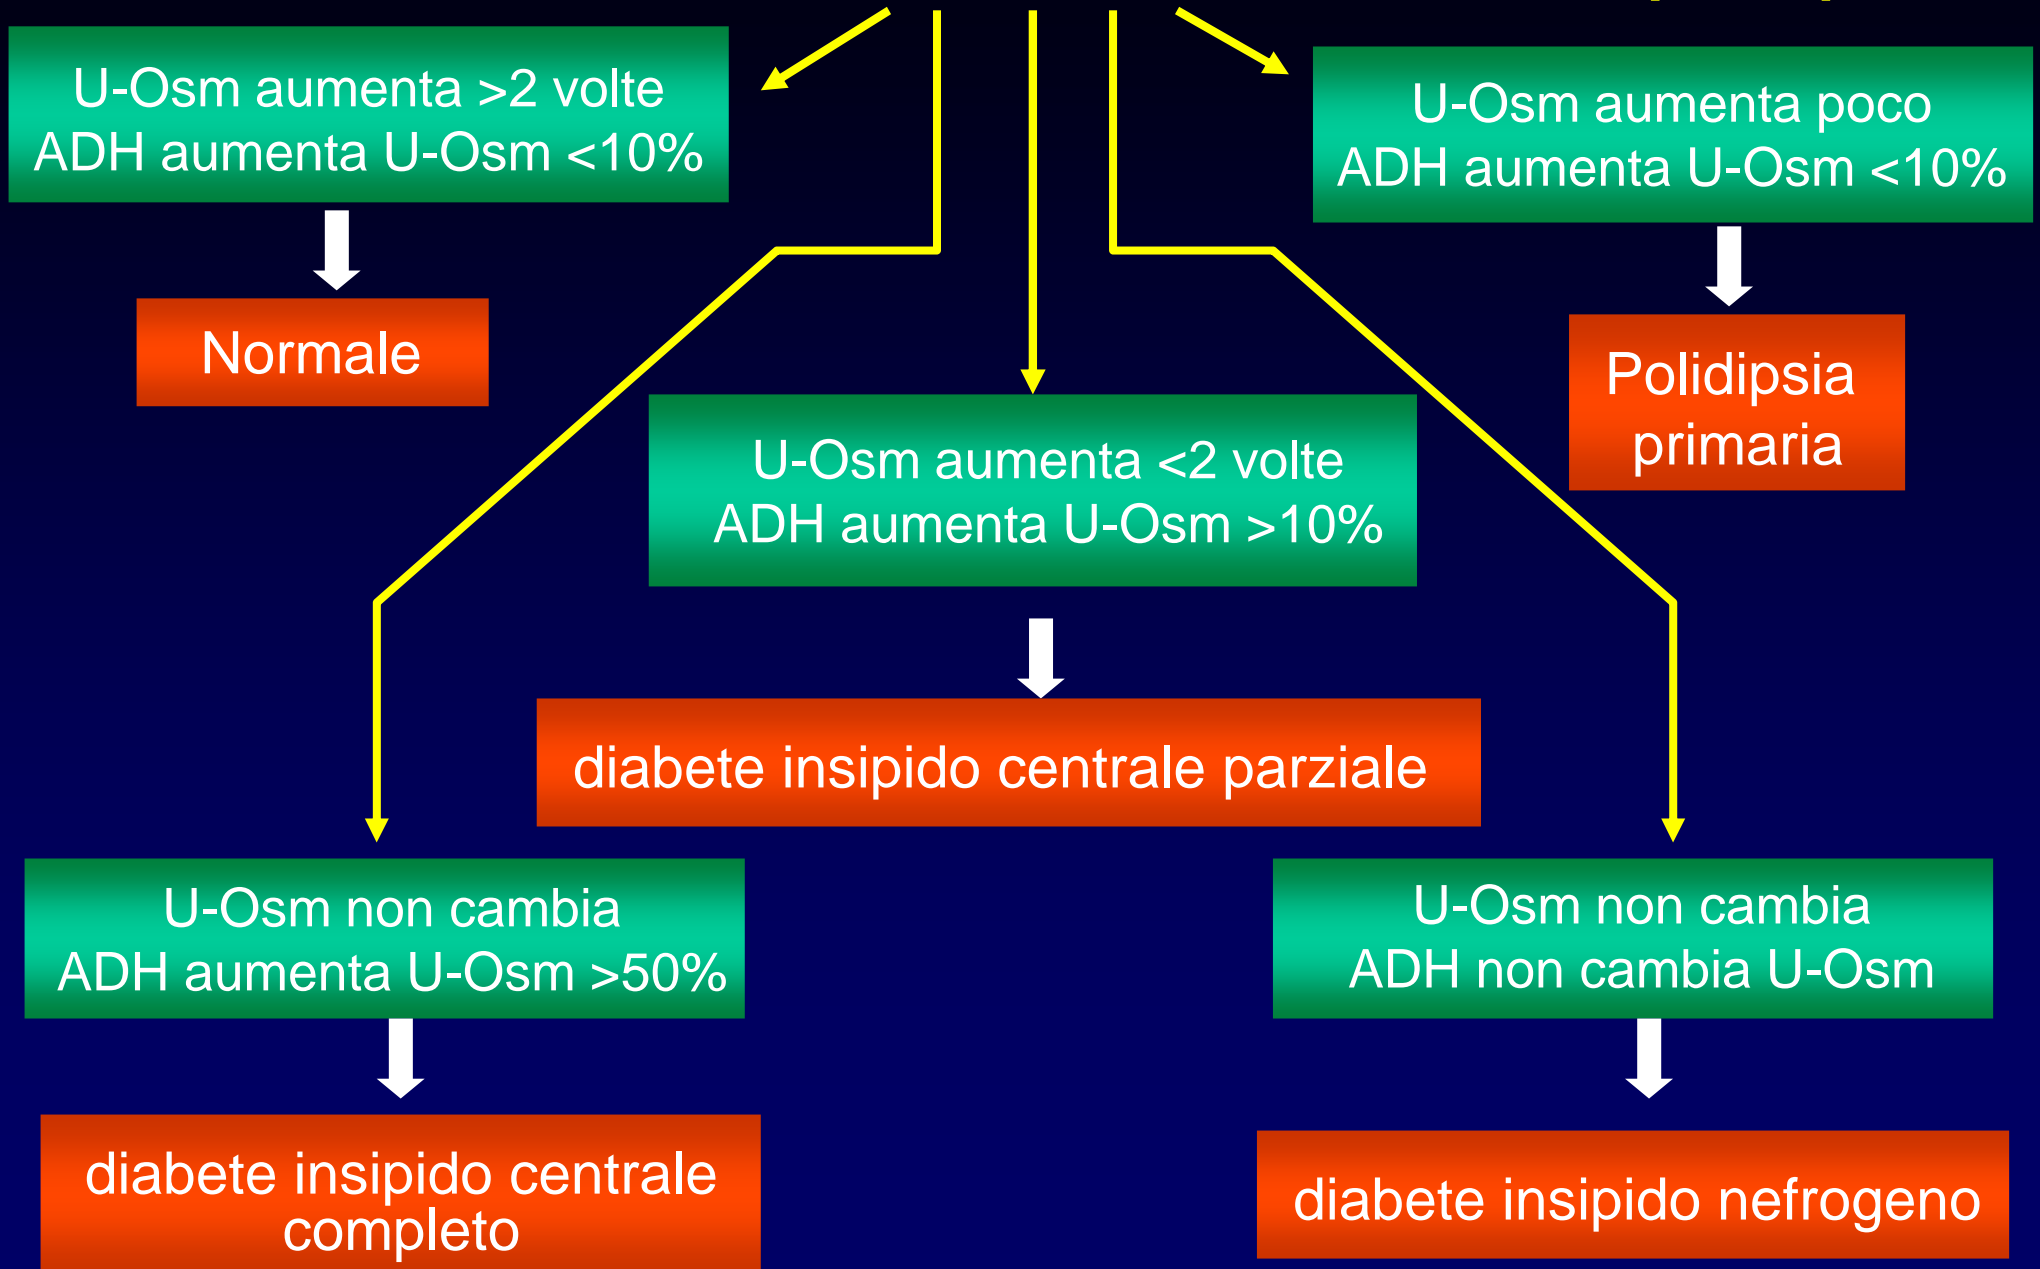 U-Osm aumenta >2 volte
ADH aumenta U-Osm <10%
Normale
U-Osm aumenta poco
ADH aumenta U-Osm <10%
Polidipsia
primaria
U-Osm aumenta <2 volte
ADH aumenta U-Osm >10%
diabete insipido centrale parziale
U-Osm non cambia
ADH aumenta U-Osm >50%
diabete insipido centrale
completo
U-Osm non cambia
ADH non cambia U-Osm
diabete insipido nefrogeno